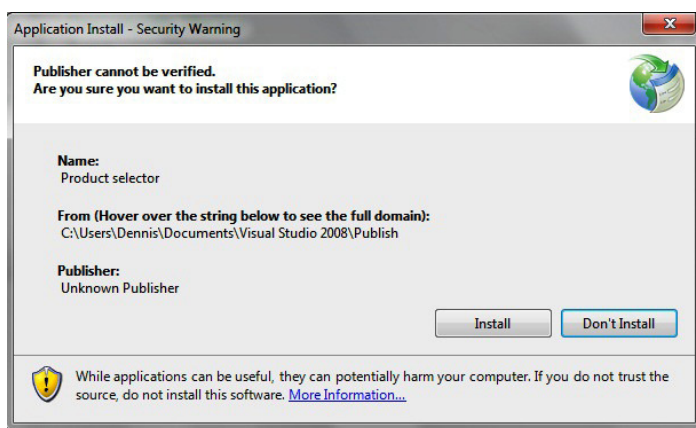 Application Install - Security Warning
Publisher cannot be verified.
Are you sure you want to install this application?
Name:
Product selector
From (Hover over the string below to see the full domain):
C:\Users\Dennis\Documents\Visual Studio 2008\Publish
Publisher:
Unknown Publisher
Install
Don't Install
While applications can be useful, they can potentially harm your computer. If you do not trust the
source, do not install this software. More Information...